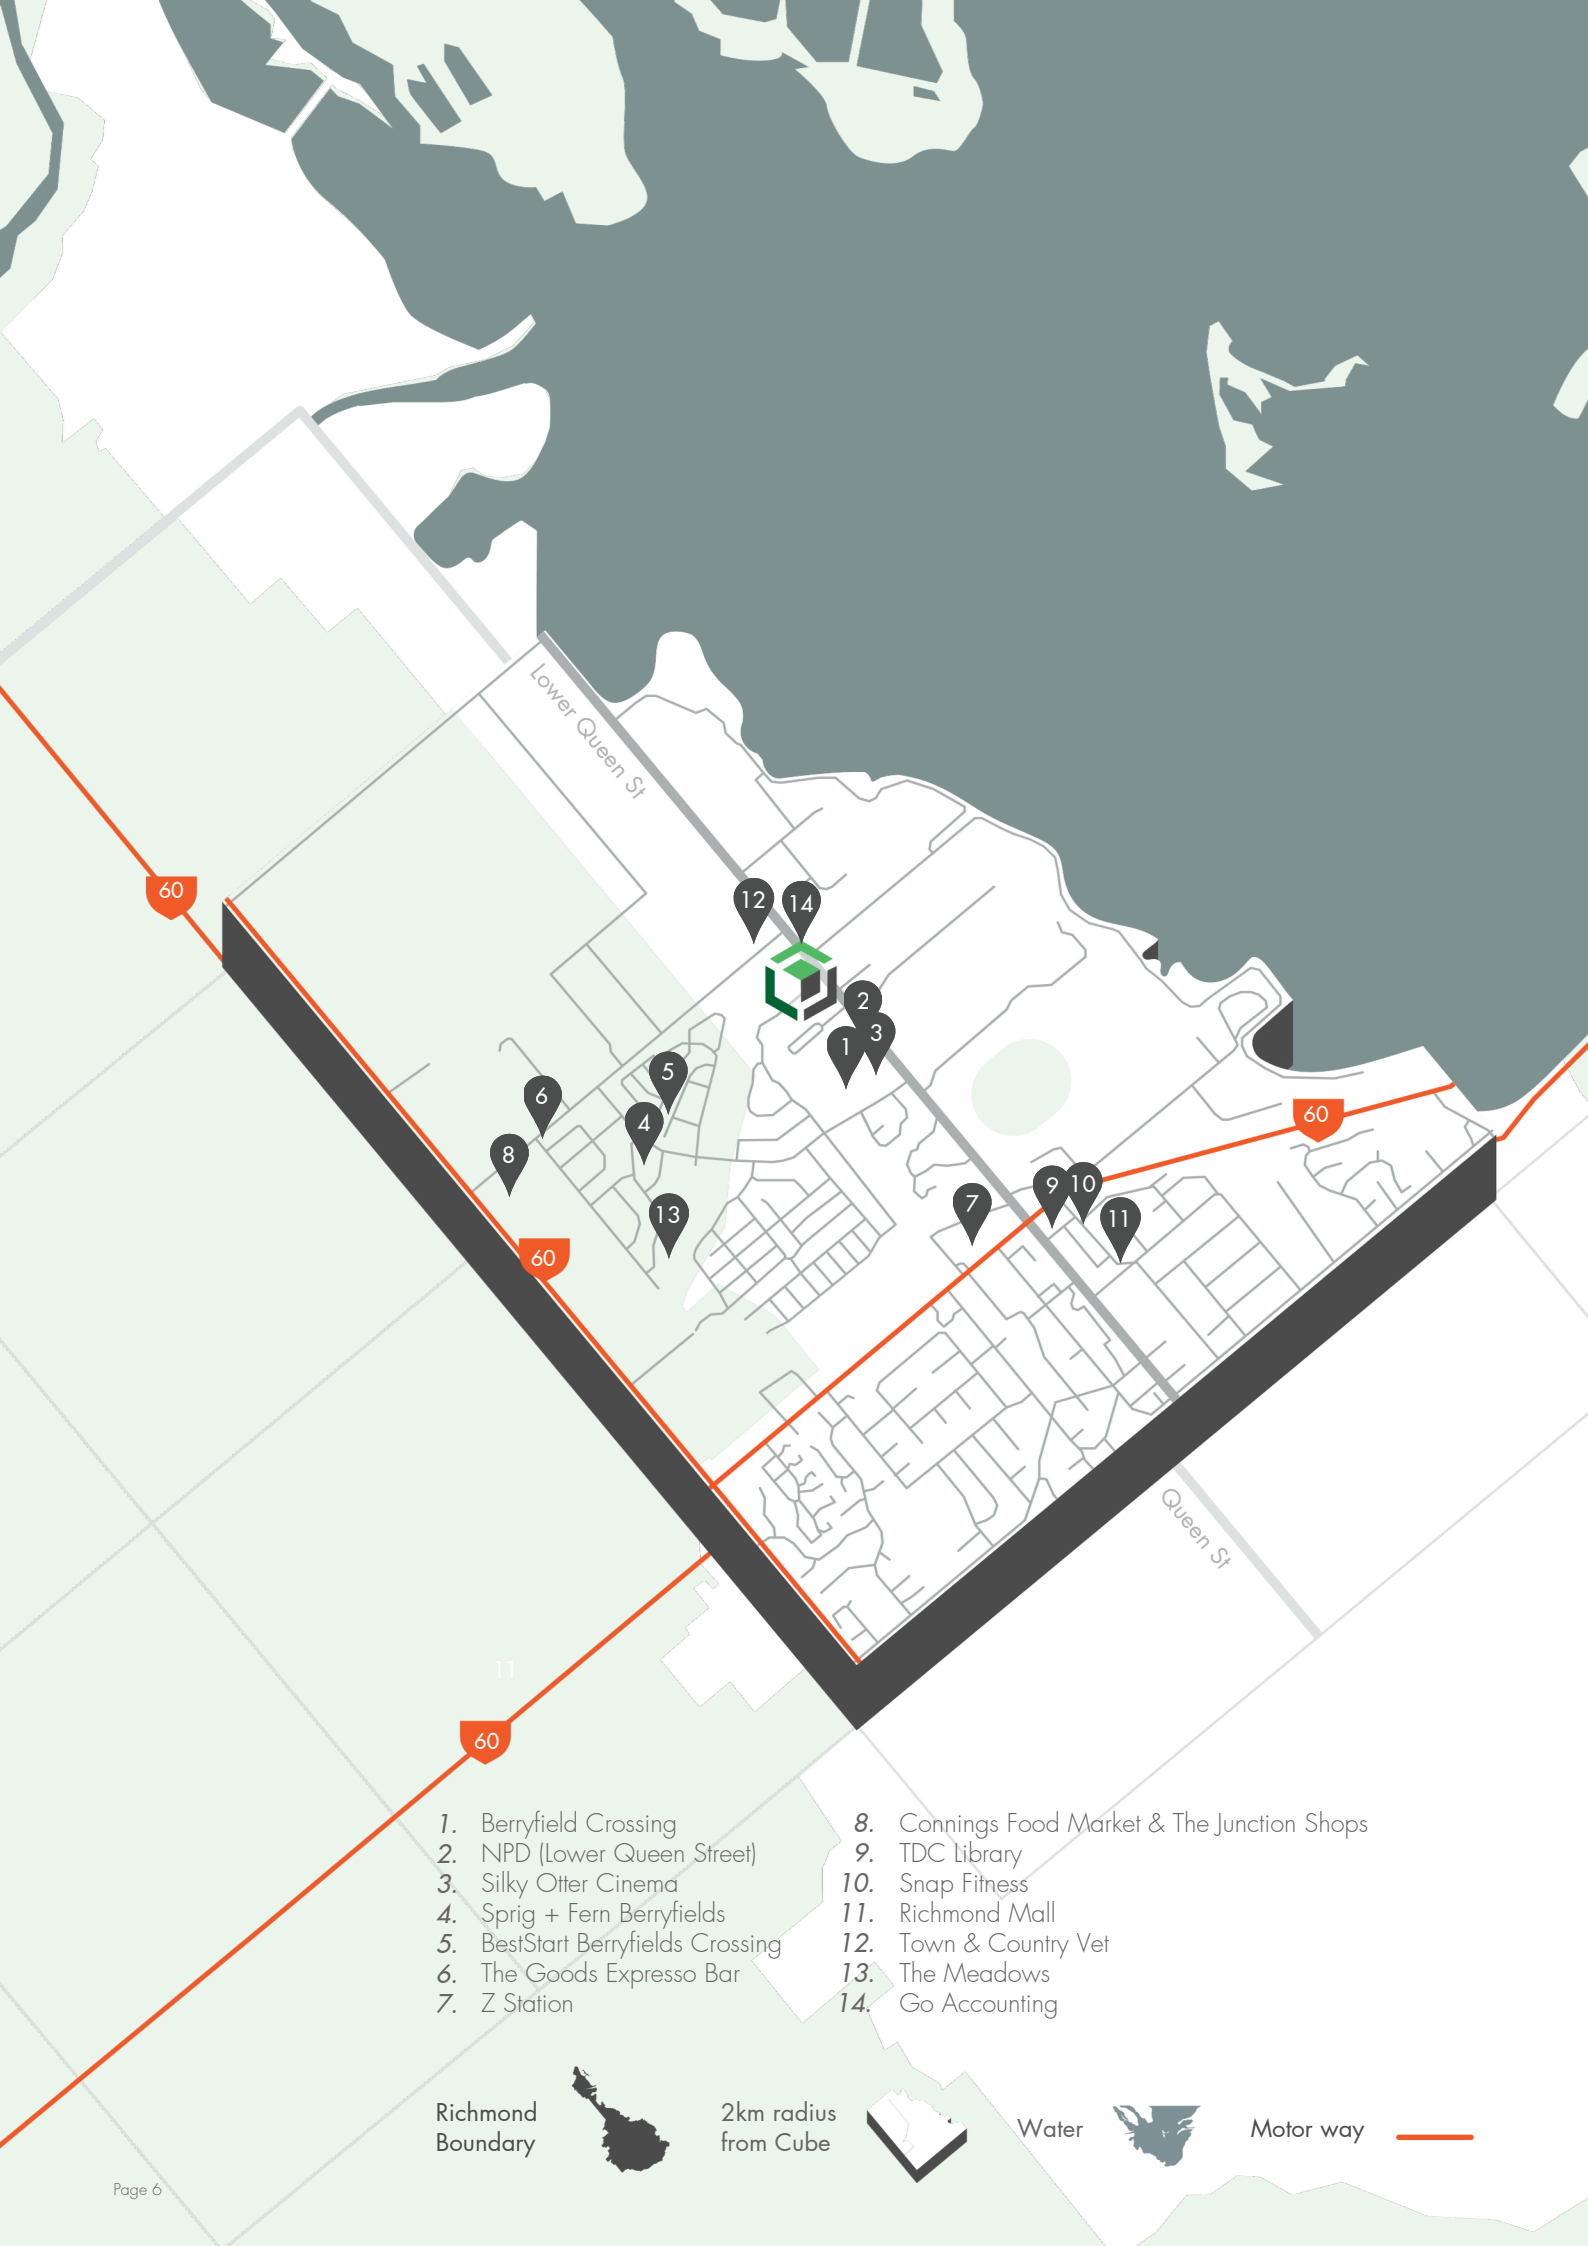 Lower Queen St
60
12
14
2
3
1
5
6
4
8
60
9
10
7
11
13
60
Queen St
11
60
1. Berryfield Crossing
2. NPD (Lower Queen Street)
3. Silky Otter Cinema
4. Sprig + Fern Berryfields
5. BestStart Berryfields Crossing
6. The Goods Expresso Bar
7. Z Station
8. Connings Food Market & The Junction Shops
9. TDC Library
10. Snap Fitness
11. Richmond Mall
12. Town & Country Vet
13. The Meadows
14. Go Accounting
Richmond
Boundary
2km radius
from Cube
Water
Motor way
Page 6